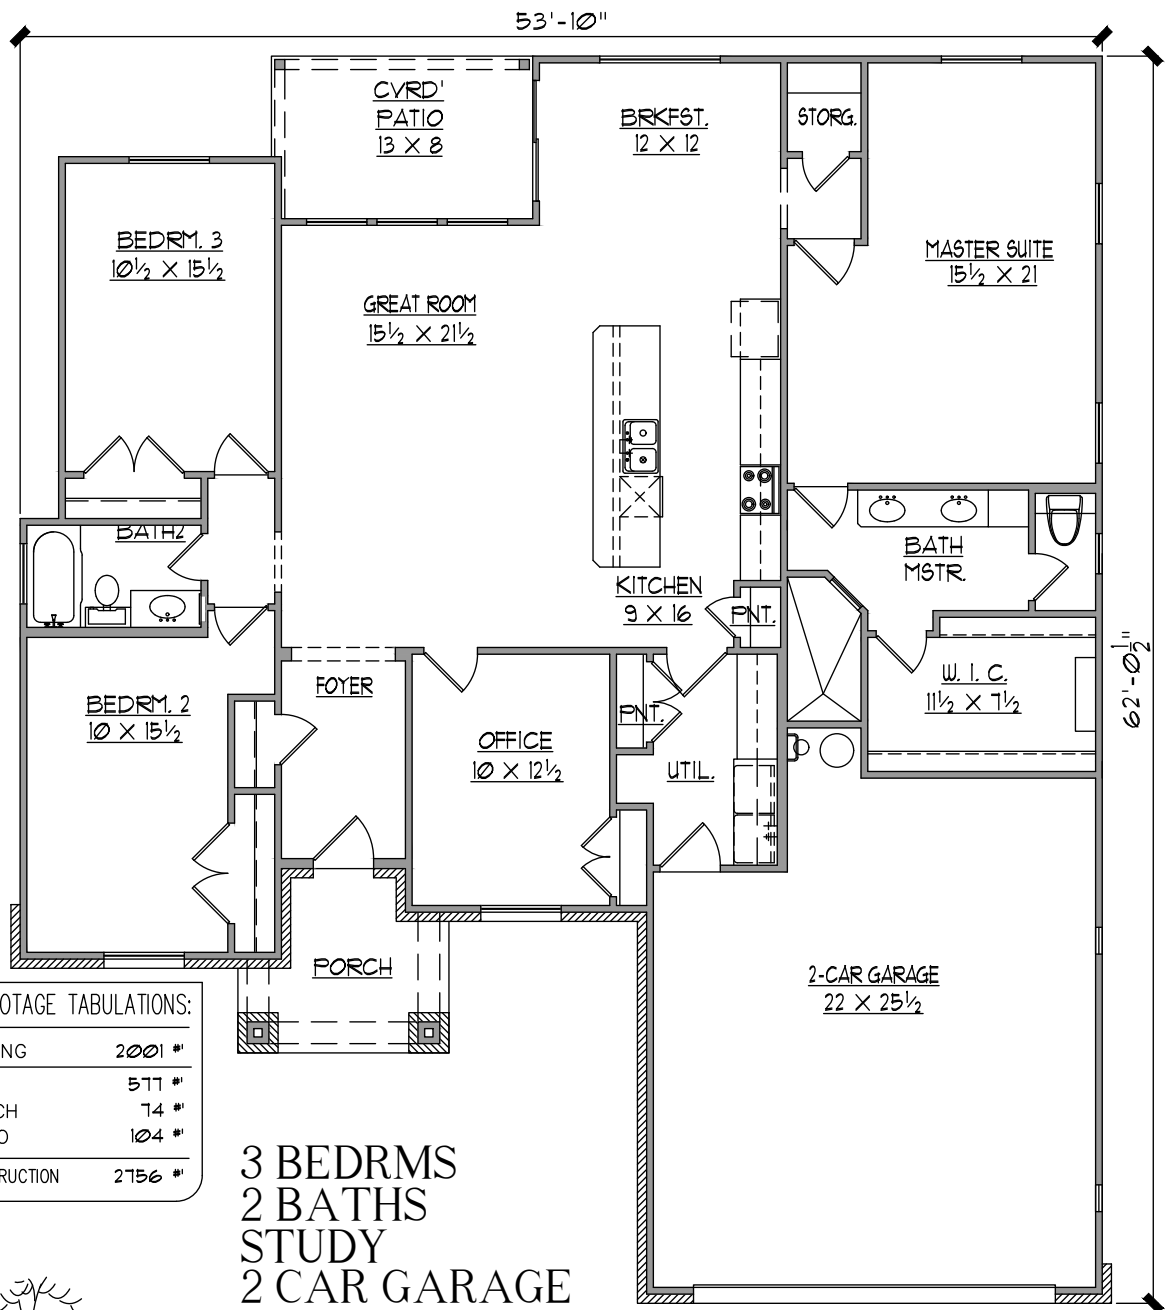 53'-10"
CVRD'
PATIO
13 X 8
BRKFST.
12 X 12
STORG.
BEDRM. 3
10½ X 15½
MASTER SUITE
15½ X 21
GREAT ROOM
15½ X 21½
BATH2
BATH
MSTR.
KITCHEN
9 X 16
PNT.
FOYER
BEDRM. 2
10 X 15½
PNT.
W. I. C.
11½ X 7½
62'-0½"
OFFICE
10 X 12½
UTIL.
PORCH
2-CAR GARAGE
22 X 25½
OTAGE TABULATIONS:
NG 2001 #'
577 #'
CH 74 #'
O 104 #'
RUCTION 2756 #'
3 BEDRMS
2 BATHS
STUDY
2 CAR GARAGE